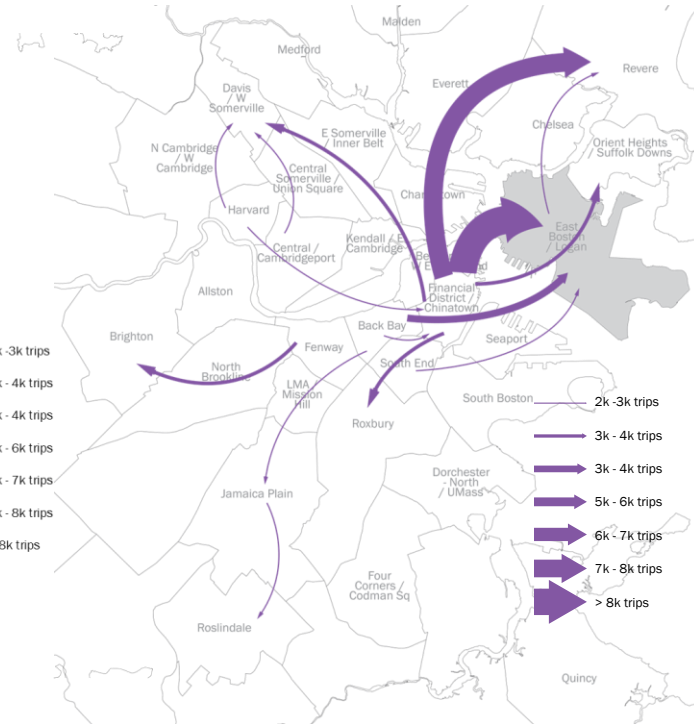 Malden
Medford
Revere
Everett
Davis
/ W
Somerville
Chelsea
E Somerville
/ Inner Belt
Orient Heights
/ Suffolk Downs
N Cambridge
/ W
Cambridge
Central
Somerville /
Union Square
Harvard
East
Boston
/ Logan
Kendall / E
Cambridge
Central /
Cambridgeport
W E
Financial
District /
Chinatown
Allston
Back Bay
Seaport
Brighton
Fenway
North
Brookline
South End
LMA /
Mission
Hill
South Boston
Roxbury
Dorchester
- North
/ UMass
Jamaica Plain
Four
Corners /
Codman Sq
Roslindale
Quincy
-3k trips
- 4k trips
- 4k trips
- 6k trips
- 7k trips
- 8k trips
8k trips
2k -3k trips
3k - 4k trips
3k - 4k trips
5k - 6k trips
6k - 7k trips
7k - 8k trips
> 8k trips